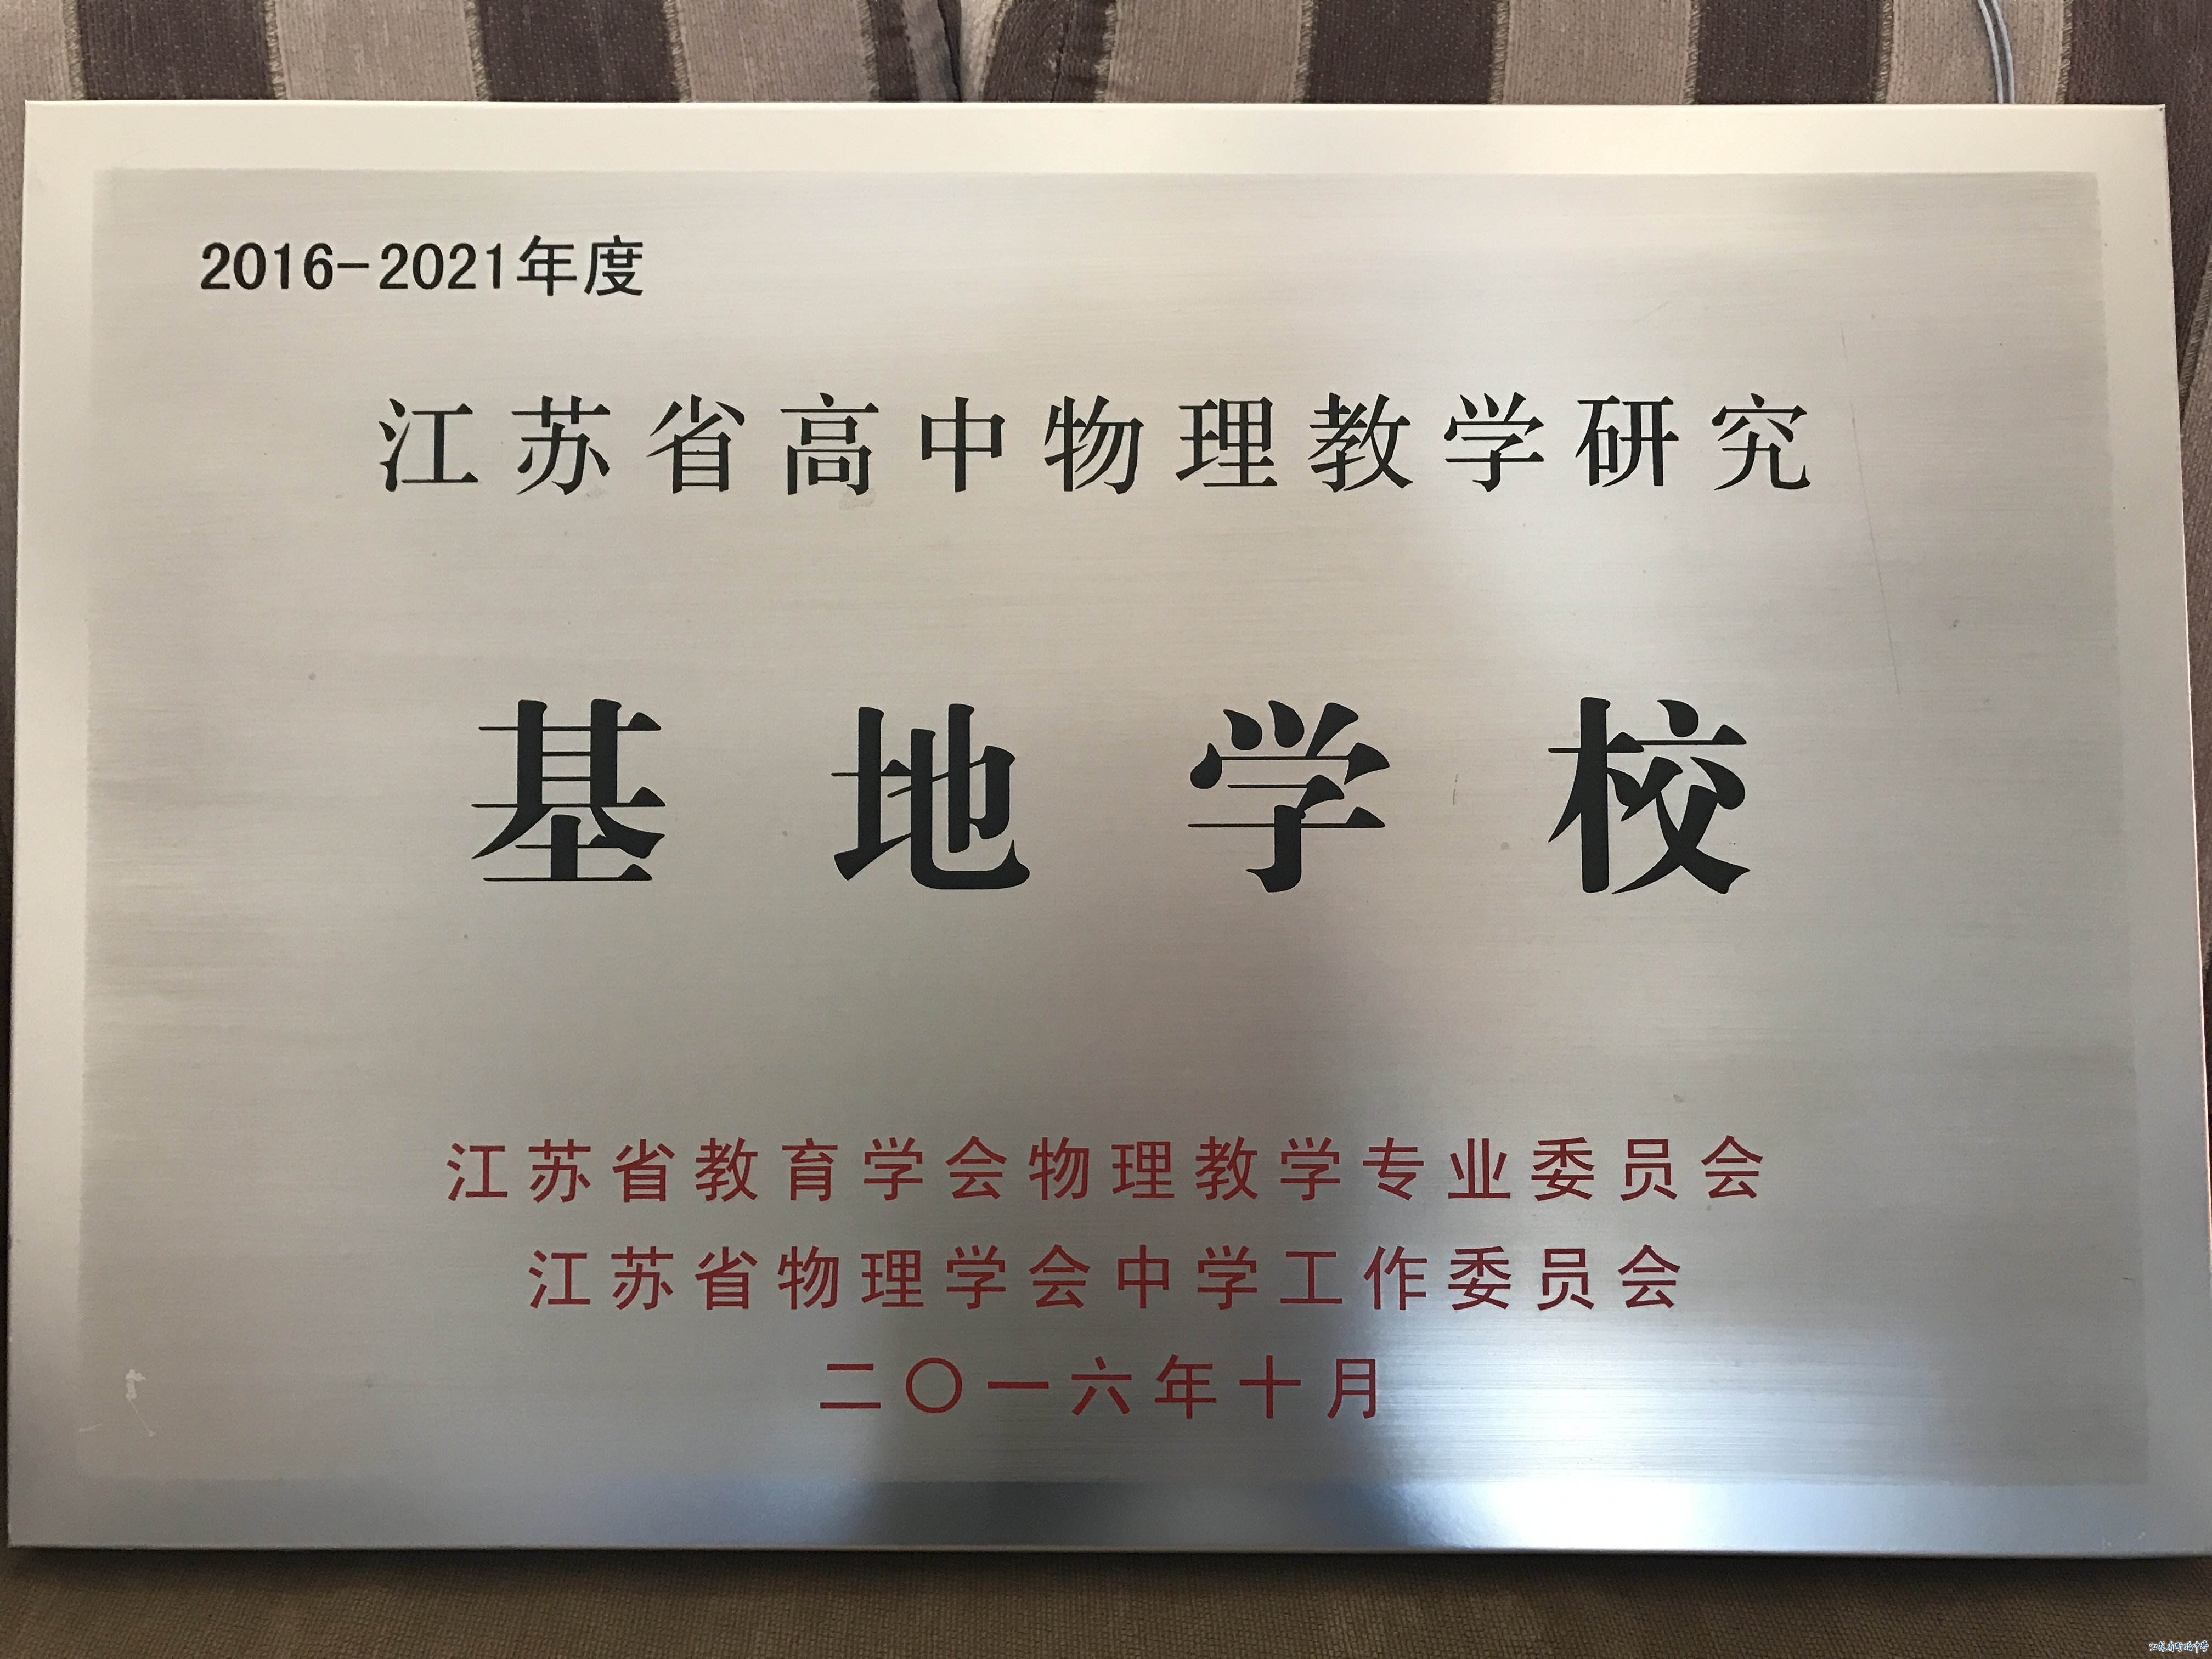 2016-2021年度
江苏省高中物理教学研究
基地学校
江苏省教育学会物理教学专业委员会
江苏省物理学会中学工作委员会
二〇一六年十月